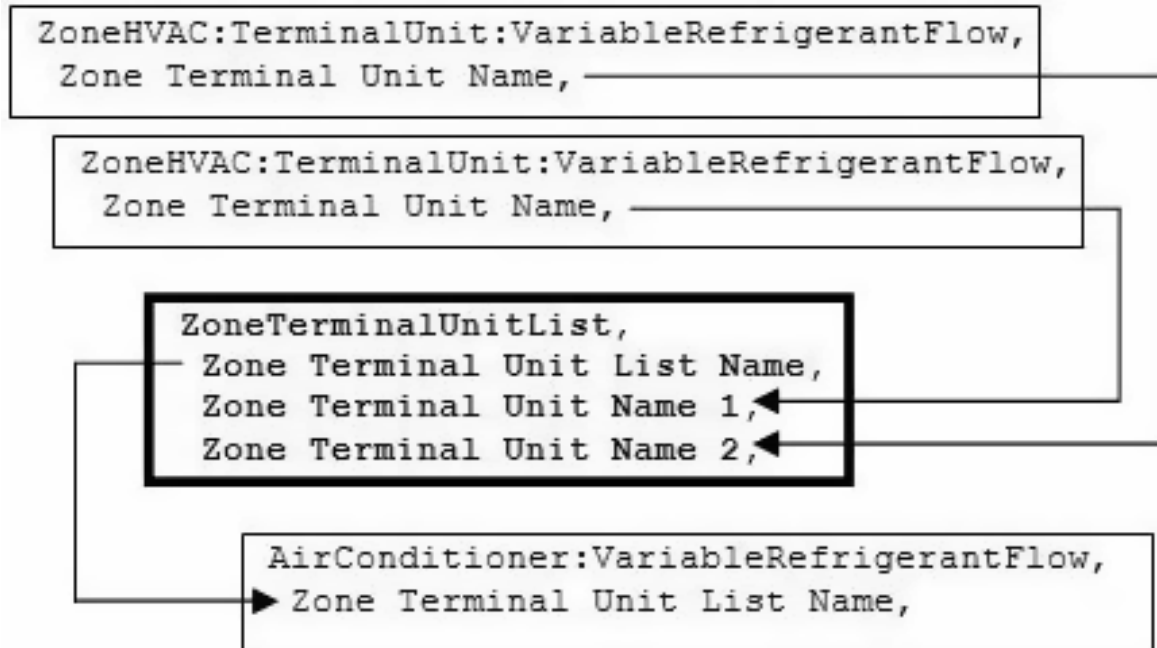 ZoneHVAC:TerminalUnit:VariableRefrigerantFlow,
Zone Terminal Unit Name,
ZoneHVAC:TerminalUnit:VariableRefrigerantFlow,
Zone Terminal Unit Name,
ZoneTerminalUnitList,
Zone Terminal Unit List Name,
Zone Terminal Unit Name 1,
Zone Terminal Unit Name 2,
AirConditioner:VariableRefrigerantFlow,
Zone Terminal Unit List Name,